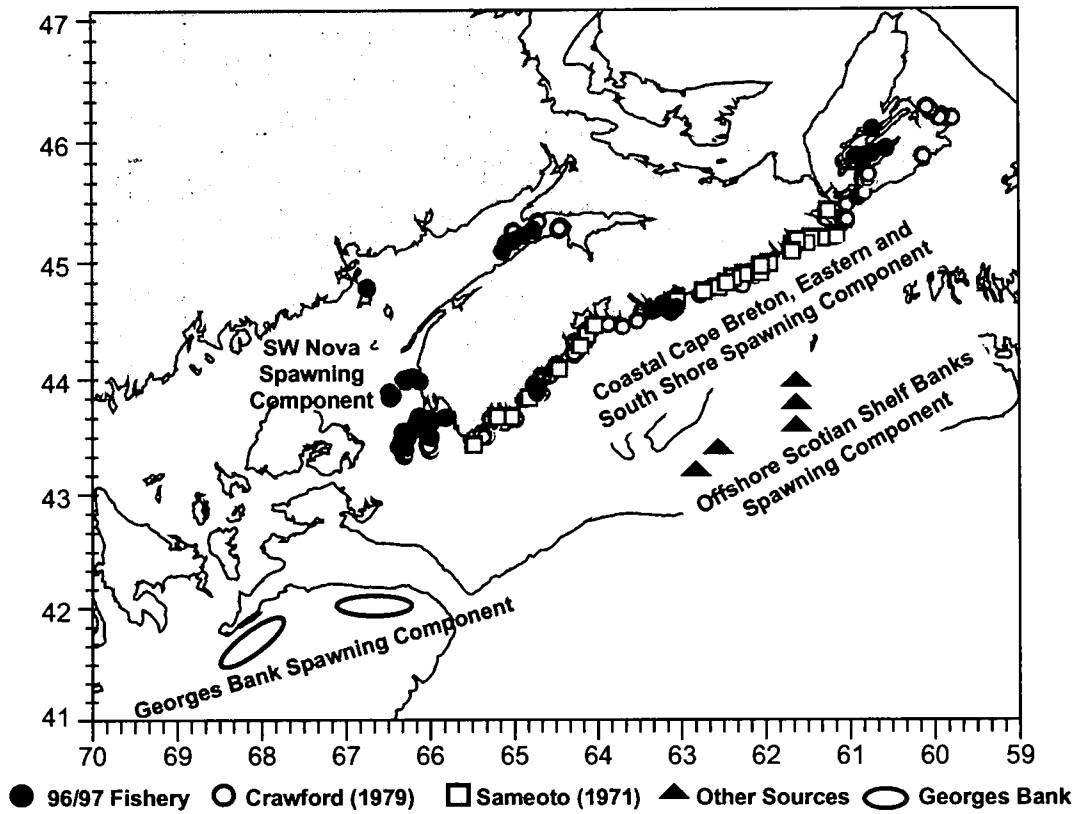 47
46
45
44
43
42
41
SW Nova
Spawning
Component
Coastal Cape Breton, Eastern and
South Shore Spawning Component
Offshore Scotian Shelf Banks
Spawning Component
Georges Bank Spawning Component
70 69 68 67 66 65 64 63 62 61 60 59
96/97 Fishery Crawford (1979) Sameoto (1971) Other Sources Georges Bank